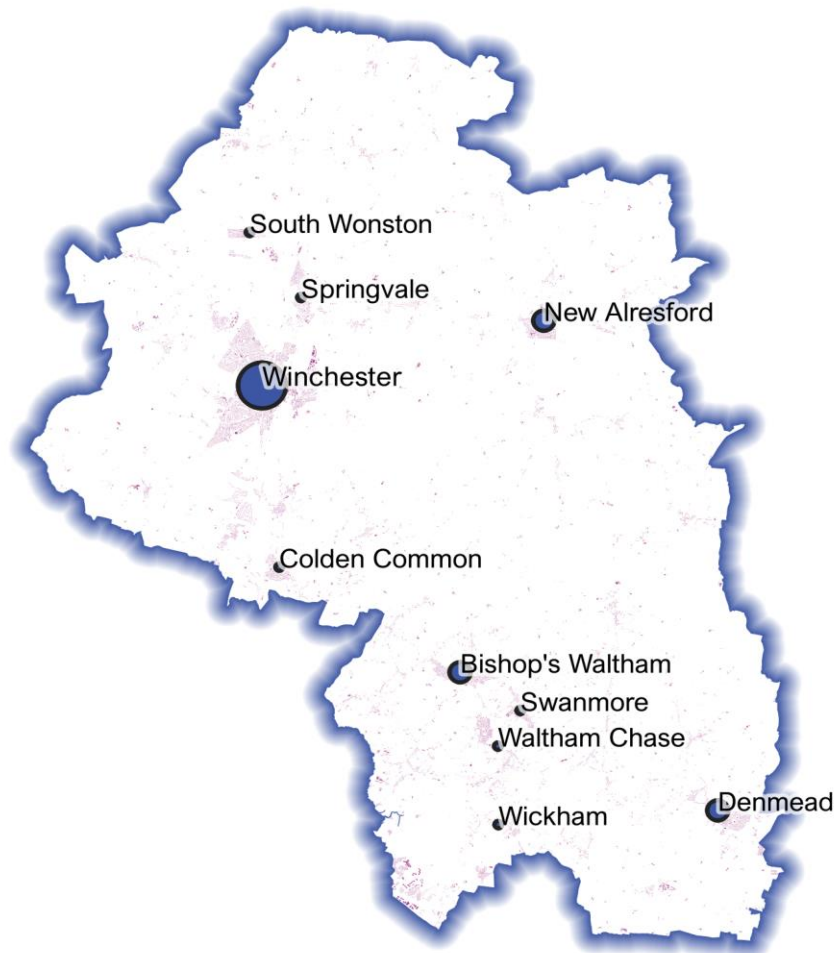 South Wonston
Springvale
New Alresford
Winchester
Colden Common
Bishop's Waltham
Swanmore
Waltham Chase
Denmead
Wickham